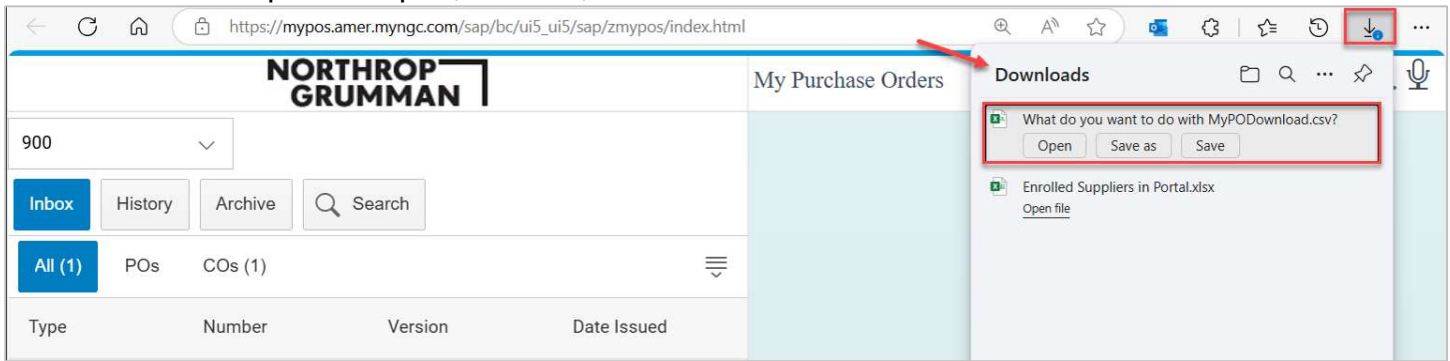 https://mypos.amer.myngc.com/sap/bc/ui5_ui5/sap/zmypos/index.html
NORTHROP
GRUMMAN
My Purchase Orders
Downloads
What do you want to do with MyPODownload.csv?
Open Save as Save
Enrolled Suppliers in Portal.xlsx
Open file
900
Inbox History Archive Search
All (1) POs COs (1)
Type Number Version Date Issued